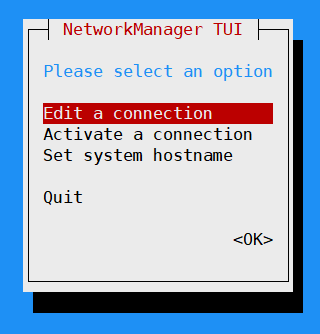 NetworkManager TUI
Please select an option
Edit a connection
Activate a connection
Set system hostname
Quit
<OK>